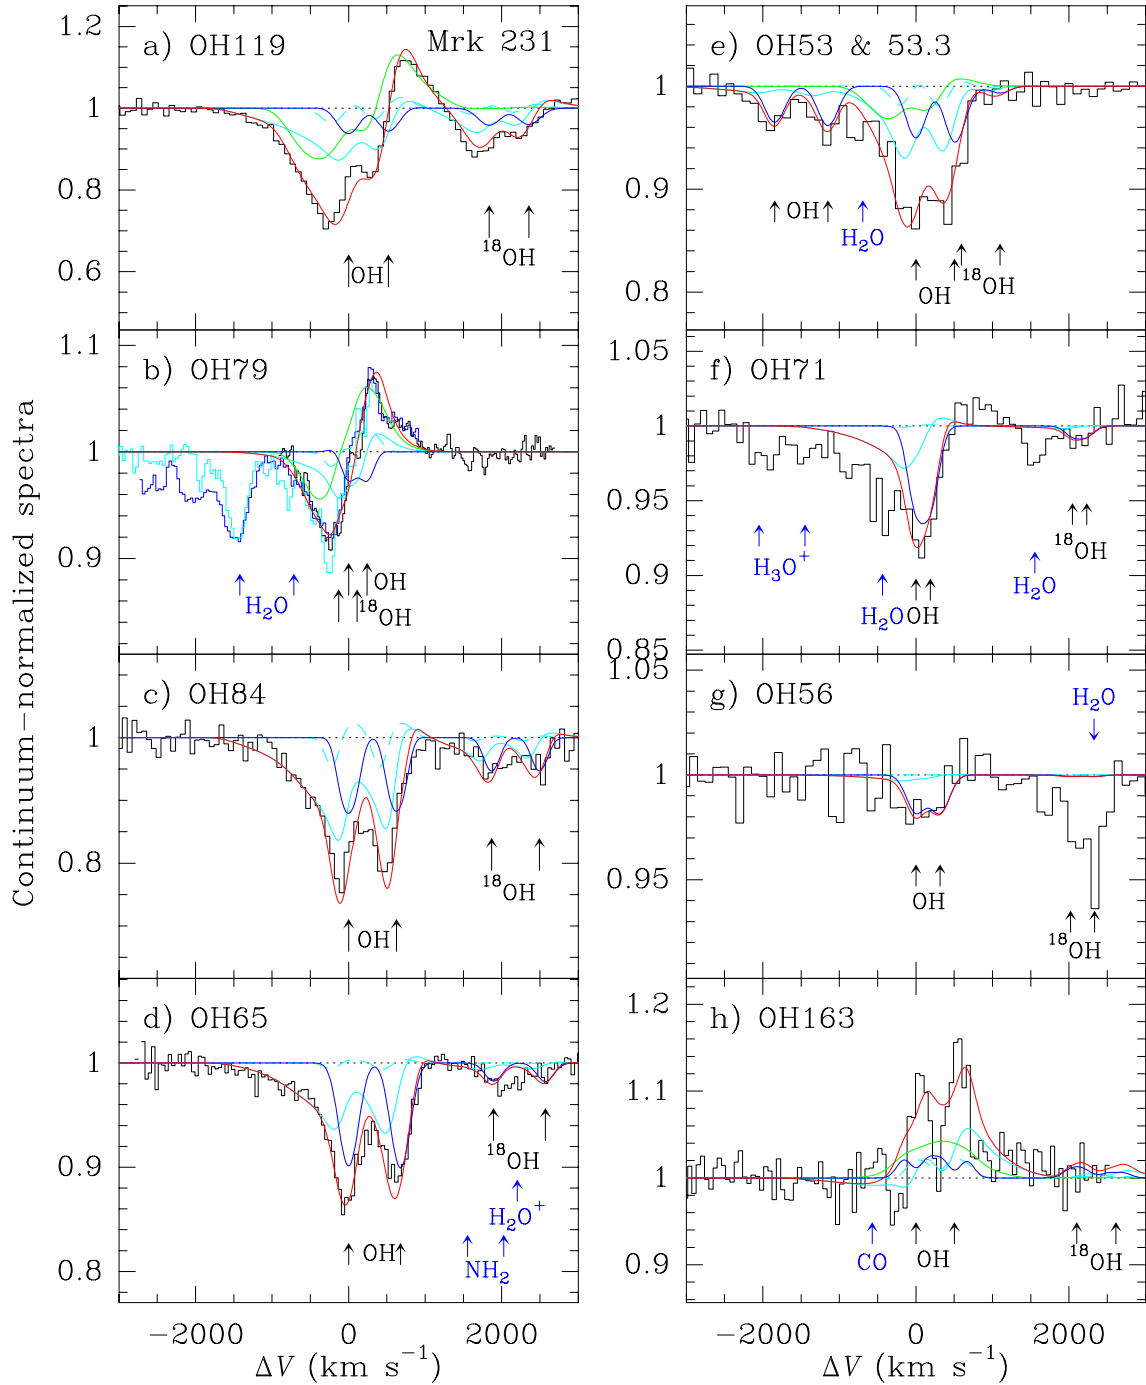 Continuum−normalized spectra
a) OH119
Mrk 231
1.2
1
0.8
0.6
OH
¹⁸OH
b) OH79
1.1
1
0.9
H₂O
OH
¹⁸OH
c) OH84
1
0.8
OH
¹⁸OH
d) OH65
1
0.9
0.8
OH
¹⁸OH
H₂O⁺
NH₂
−2000 0 2000
ΔV (km s⁻¹)
e) OH53 & 53.3
1
0.9
0.8
OH
H₂O
OH
¹⁸OH
f) OH71
1.05
1
0.95
0.9
0.85
H₃O⁺
H₂O
OH
H₂O
¹⁸OH
g) OH56
1.05
1
0.95
H₂O
OH
¹⁸OH
h) OH163
1.2
1.1
1
0.9
CO
OH
¹⁸OH
−2000 0 2000
ΔV (km s⁻¹)